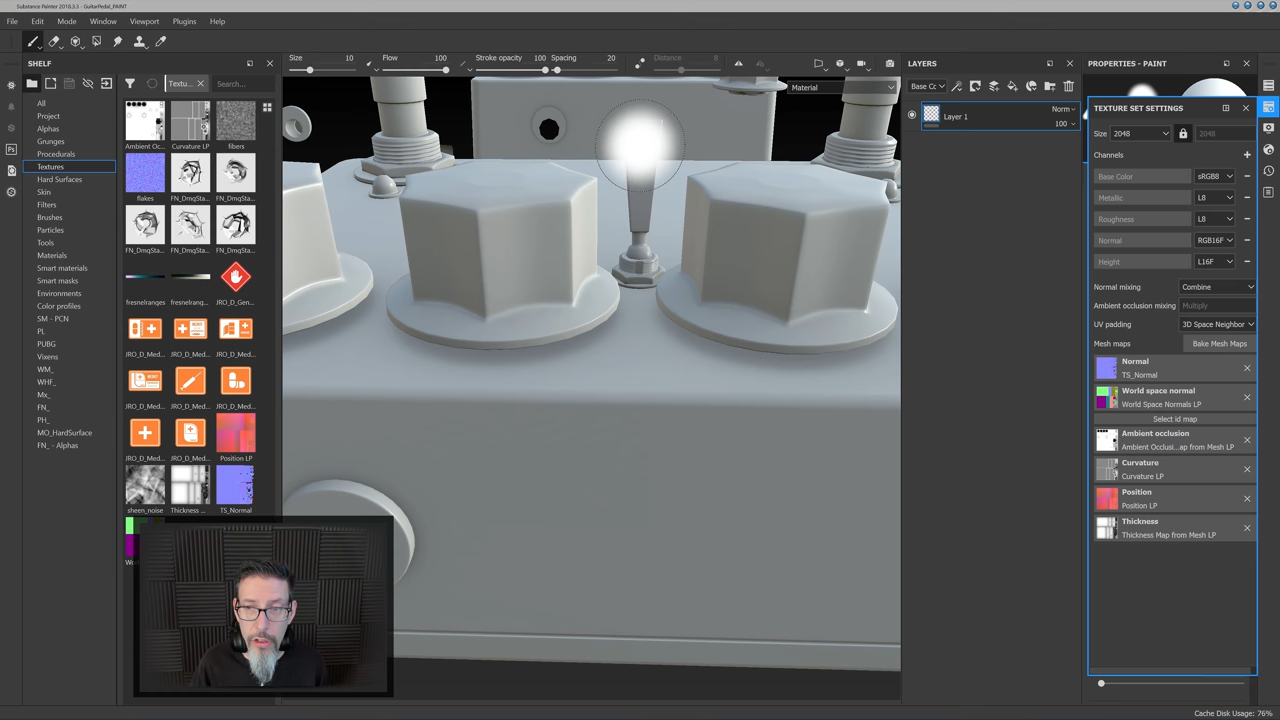 Substance Painter 2018.3.3 - GuitarPedal_PAINT
File Edit Mode Window Viewport Plugins Help
SHELF
Size 10 Flow 100 Stroke opacity 100 Spacing 20 Distance 8
LAYERS
PROPERTIES - PAINT
Textu... Search...
Material
Base Cc
All
Project
Alphas
Grunges
Procedurals
Textures
Hard Surfaces
Skin
Filters
Brushes
Particles
Tools
Materials
Smart materials
Smart masks
Environments
Color profiles
SM - PCN
PL
PUBG
Vixens
WM_
WHF_
Mx_
FN_
PH_
MO_HardSurface
FN_ - Alphas
Ambient Oc... Curvature LP fibers
flakes FN_DmgSta... FN_DmgSta...
FN_DmgSta... FN_DmgSta... FN_DmgSta...
fresnelranges fresnelrang... JRO_D_Gen...
JRO_D_Med... JRO_D_Med... JRO_D_Med...
JRO_D_Med... JRO_D_Med... JRO_D_Med...
JRO_D_Med... JRO_D_Med... Position LP
sheen_noise Thickness ... TS_Normal
Layer 1
Norm
100
TEXTURE SET SETTINGS
Size 2048 2048
Channels
Base Color sRGB8
Metallic L8
Roughness L8
Normal RGB16F
Height L16F
Normal mixing Combine
Ambient occlusion mixing Multiply
UV padding 3D Space Neighbor
Mesh maps Bake Mesh Maps
Normal
TS_Normal
World space normal
World Space Normals LP
Select id map
Ambient occlusion
Ambient Occlusi...ap from Mesh LP
Curvature
Curvature LP
Position
Position LP
Thickness
Thickness Map from Mesh LP
Cache Disk Usage: 76%